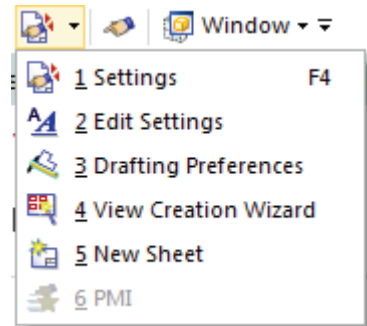 Window
1 Settings F4
2 Edit Settings
3 Drafting Preferences
4 View Creation Wizard
5 New Sheet
6 PMI